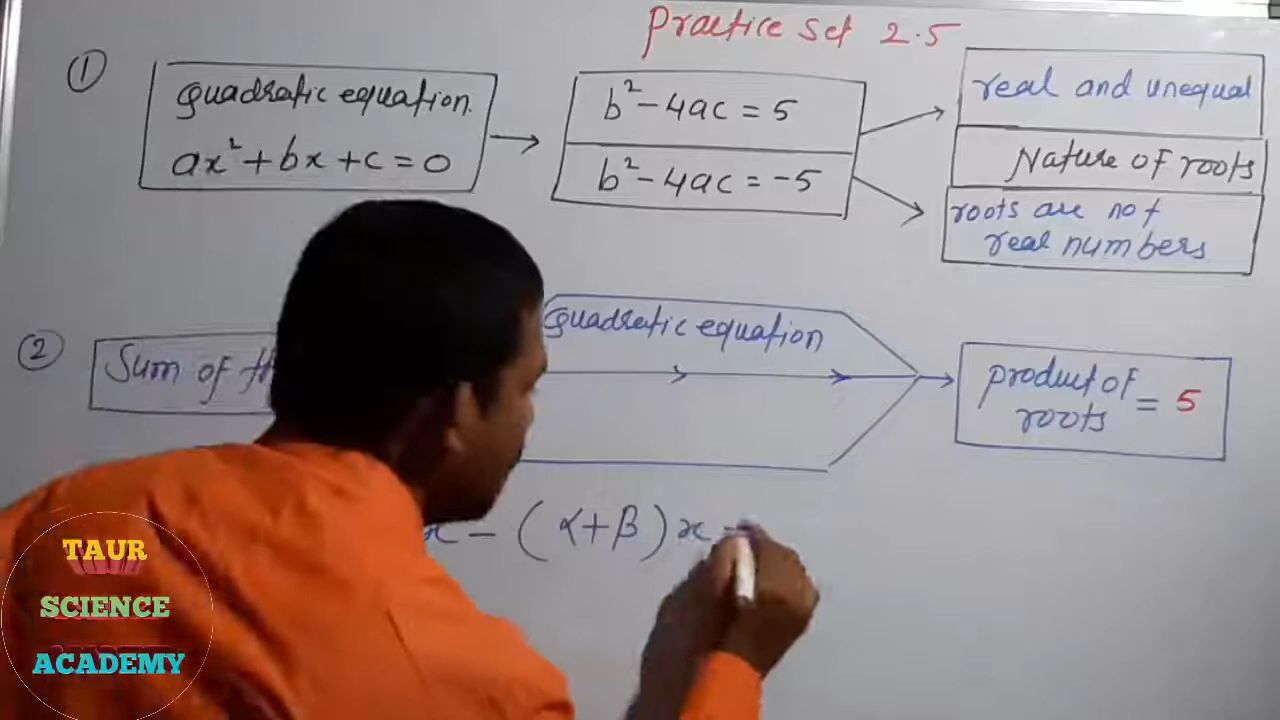 Practice Set 2.5
①
quadratic equation.
ax² + bx + c = 0
b² - 4ac = 5
b² - 4ac = -5
real and unequal
Nature of roots
roots are not
real numbers
②
Sum of
quadratic equation
product of
roots = 5
x - (α+β)x
TAUR
SCIENCE
ACADEMY